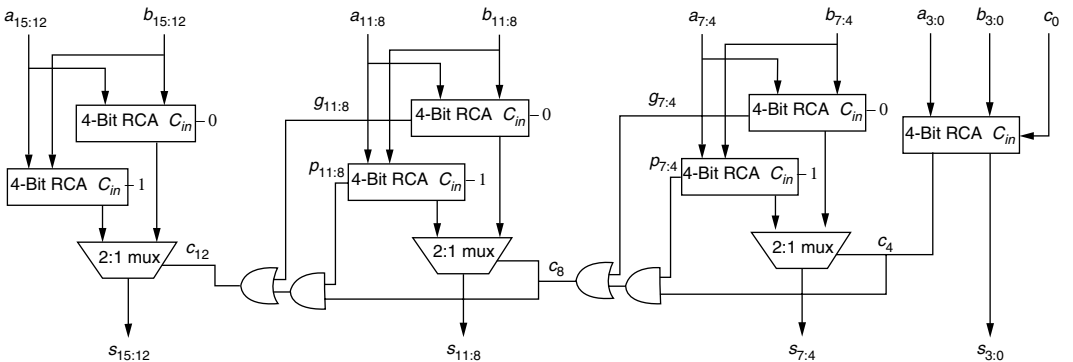 a15:12 b15:12 a11:8 b11:8 a7:4 b7:4 a3:0 b3:0 c0
4-Bit RCA Cin 0
g11:8
4-Bit RCA Cin 0
g7:4
4-Bit RCA Cin 0
4-Bit RCA Cin
4-Bit RCA Cin 1
p11:8
4-Bit RCA Cin 1
p7:4
4-Bit RCA Cin 1
2:1 mux
c12
2:1 mux
c8
2:1 mux
c4
s15:12 s11:8 s7:4 s3:0